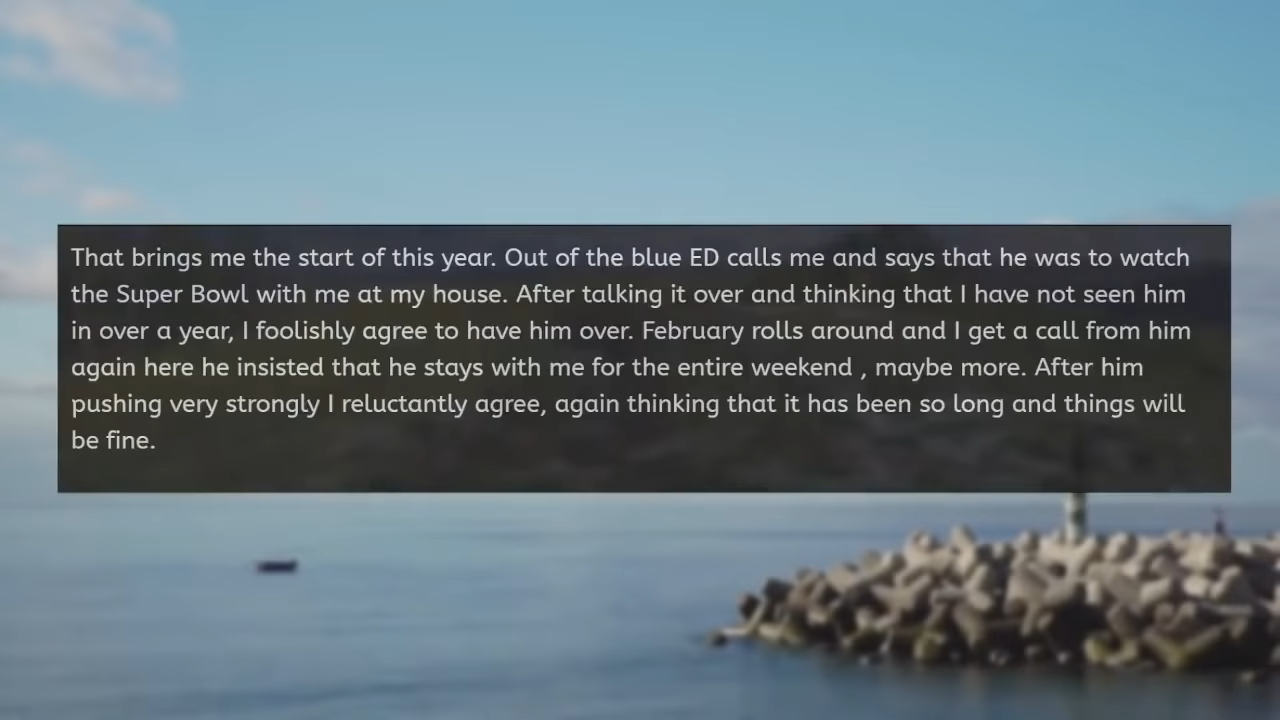 That brings me the start of this year. Out of the blue ED calls me and says that he was to watch
the Super Bowl with me at my house. After talking it over and thinking that I have not seen him
in over a year, I foolishly agree to have him over. February rolls around and I get a call from him
again here he insisted that he stays with me for the entire weekend , maybe more. After him
pushing very strongly I reluctantly agree, again thinking that it has been so long and things will
be fine.